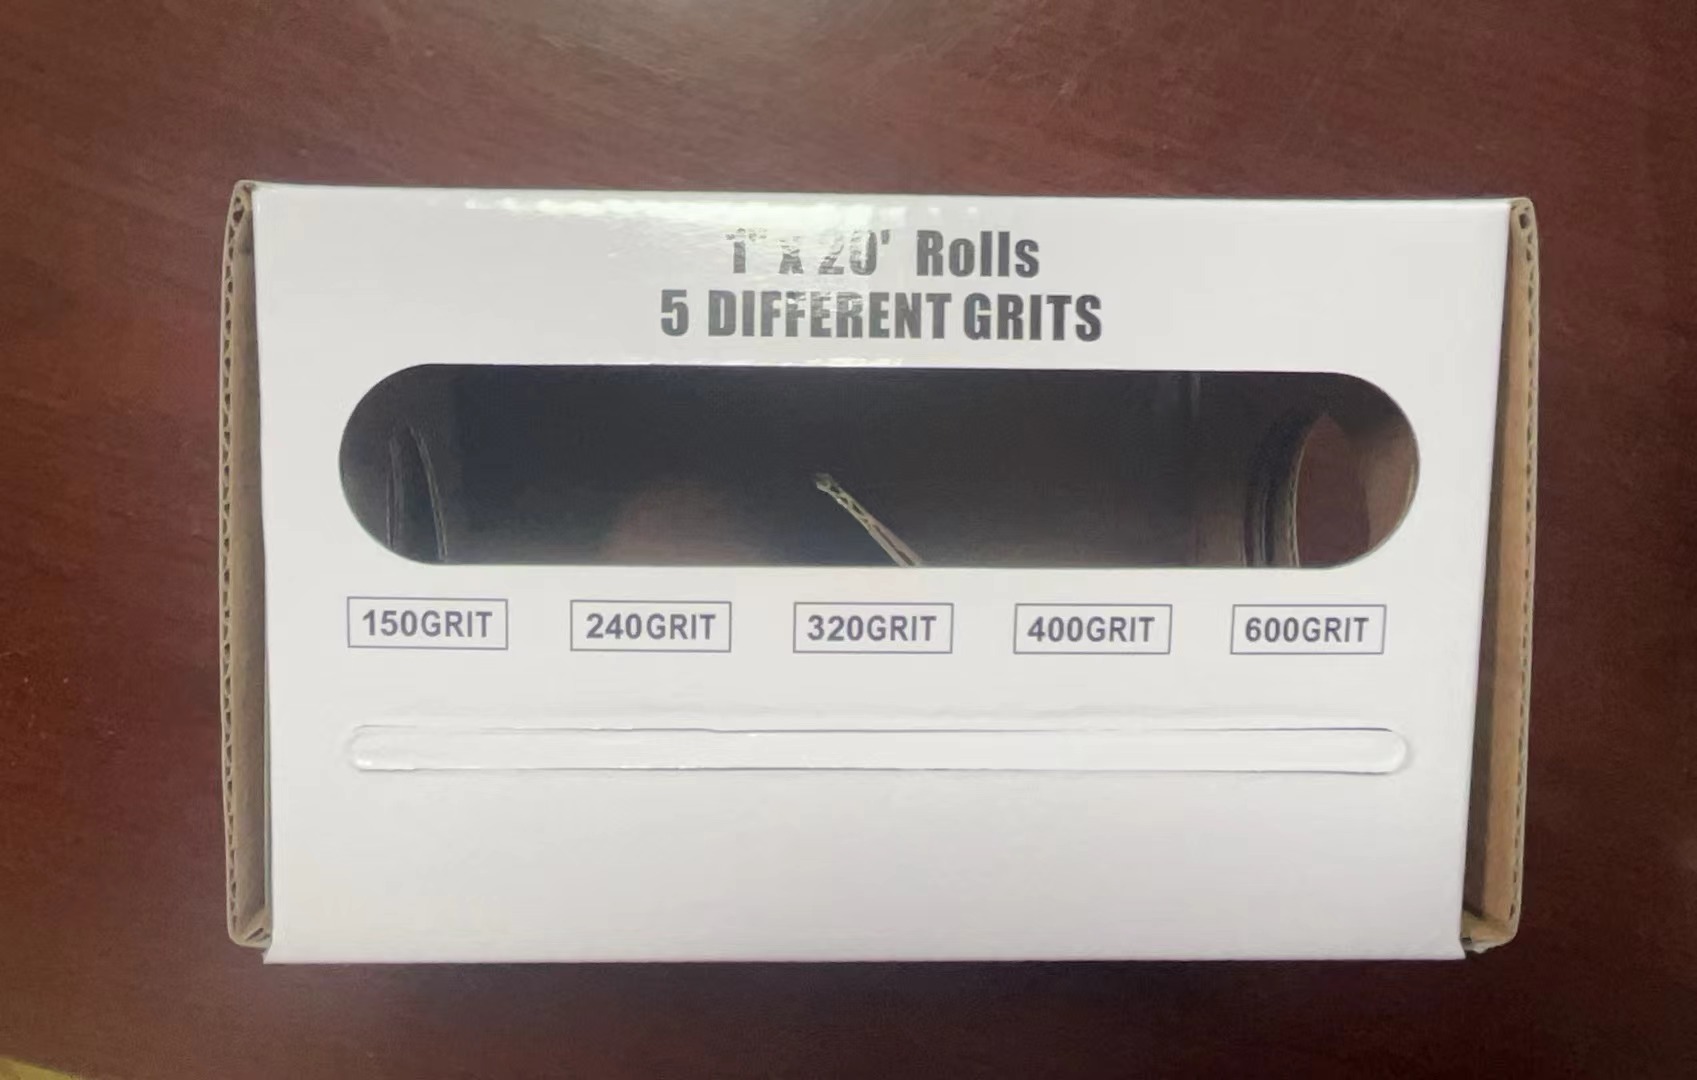 1" x 20' Rolls
5 DIFFERENT GRITS
150GRIT 240GRIT 320GRIT 400GRIT 600GRIT